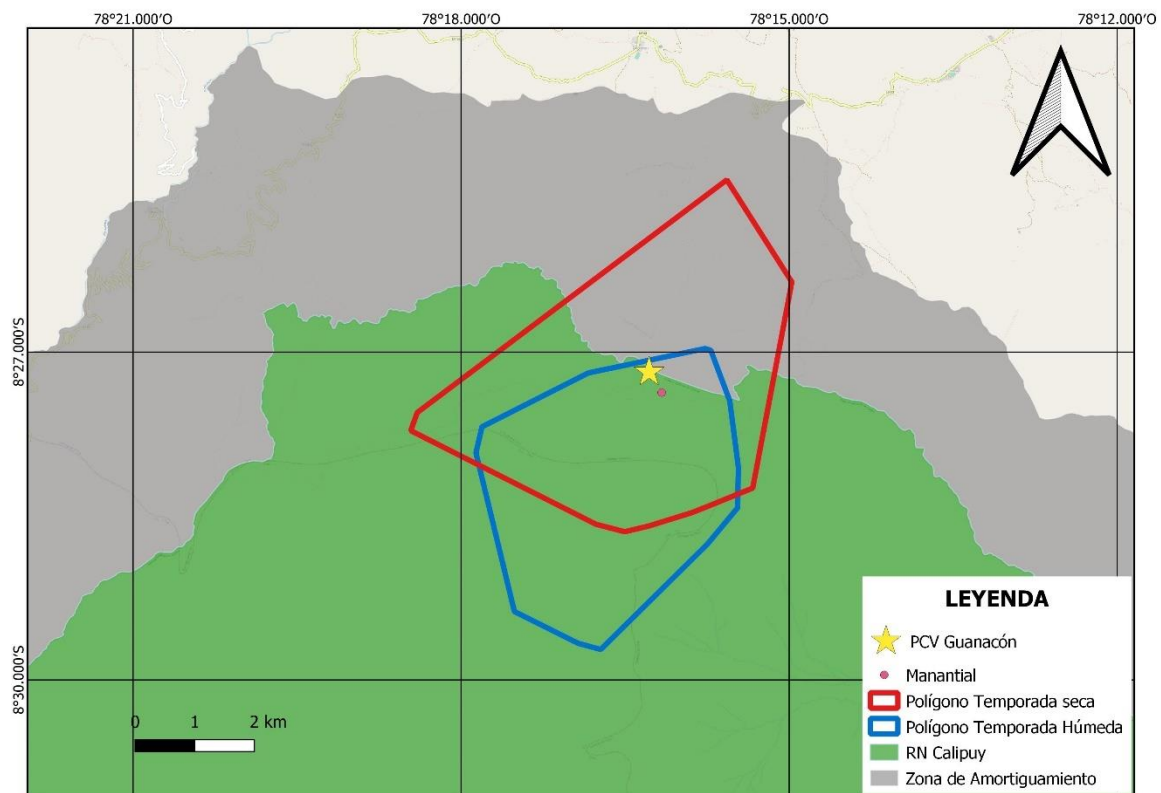 78°21.000'O 78°18.000'O 78°15.000'O 78°12.000'O
8°27.000'S
8°30.000'S
0 1 2 km
LEYENDA
PCV Guanacón
Manantial
Polígono Temporada seca
Polígono Temporada Húmeda
RN Calipuy
Zona de Amortiguamiento